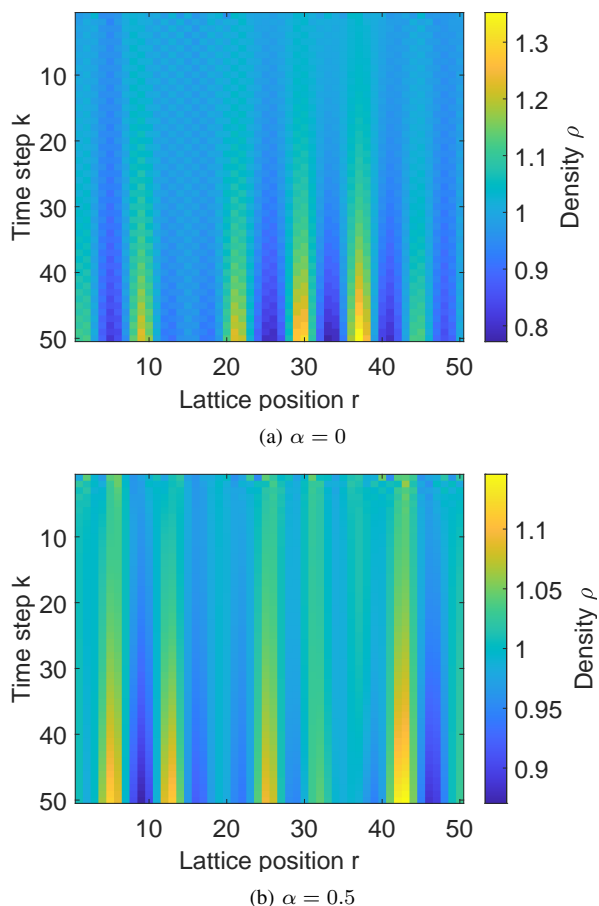 1.3
1.2
1.1
1
0.9
0.8
Density ρ
10
20
30
40
50
Time step k
10 20 30 40 50
Lattice position r
(a) α = 0
1.1
1.05
1
0.95
0.9
Density ρ
10
20
30
40
50
Time step k
10 20 30 40 50
Lattice position r
(b) α = 0.5